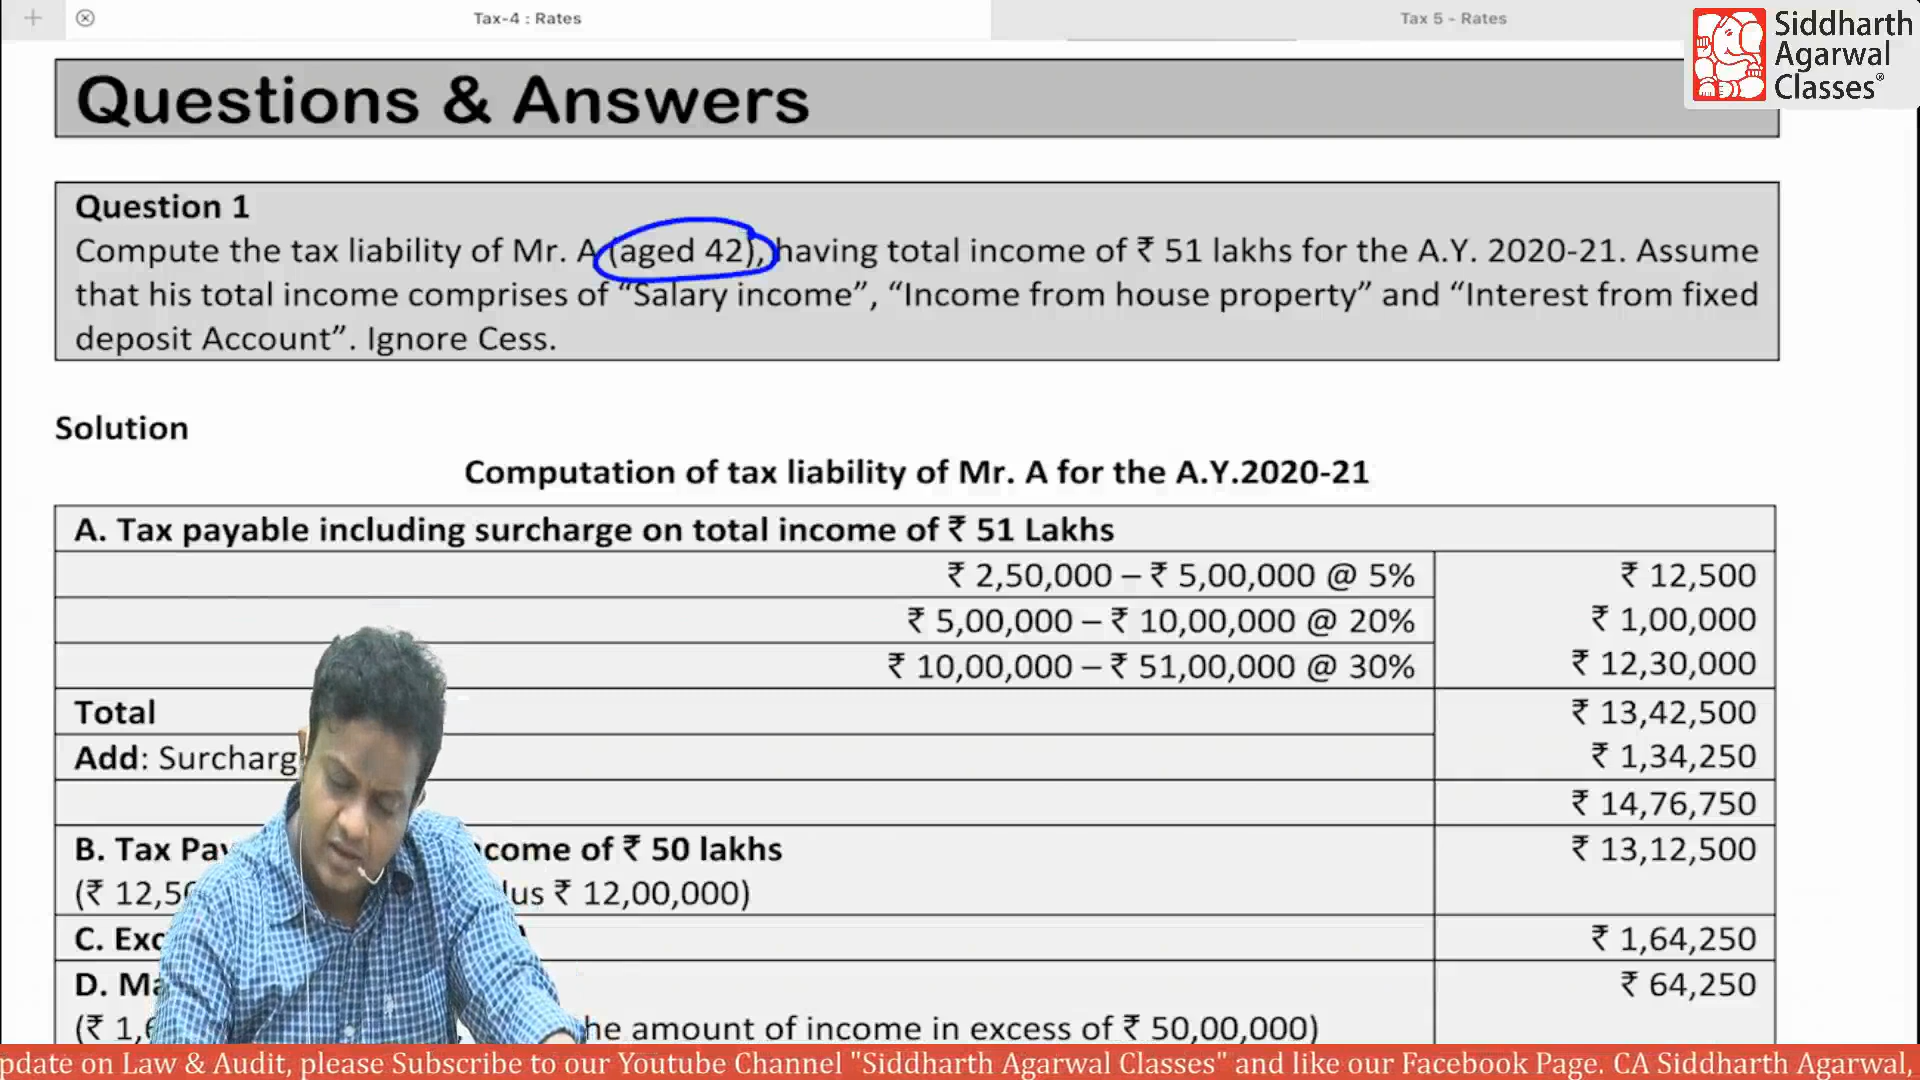 Tax-4 : Rates
Tax 5 - Rates
Siddharth
Agarwal
Classes®
Questions & Answers
Question 1
Compute the tax liability of Mr. A (aged 42), having total income of ₹ 51 lakhs for the A.Y. 2020-21. Assume
that his total income comprises of “Salary income”, “Income from house property” and “Interest from fixed
deposit Account”. Ignore Cess.
Solution
Computation of tax liability of Mr. A for the A.Y.2020-21
A. Tax payable including surcharge on total income of ₹ 51 Lakhs
₹ 2,50,000 – ₹ 5,00,000 @ 5% ₹ 12,500
₹ 5,00,000 – ₹ 10,00,000 @ 20% ₹ 1,00,000
₹ 10,00,000 – ₹ 51,00,000 @ 30% ₹ 12,30,000
Total ₹ 13,42,500
Add: Surcharg ₹ 1,34,250
₹ 14,76,750
B. Tax Pa come of ₹ 50 lakhs ₹ 13,12,500
(₹ 12,5 lus ₹ 12,00,000)
C. Exc ₹ 1,64,250
D. Ma ₹ 64,250
(₹ 1,6 he amount of income in excess of ₹ 50,00,000)
pdate on Law & Audit, please Subscribe to our Youtube Channel "Siddharth Agarwal Classes" and like our Facebook Page. CA Siddharth Agarwal,